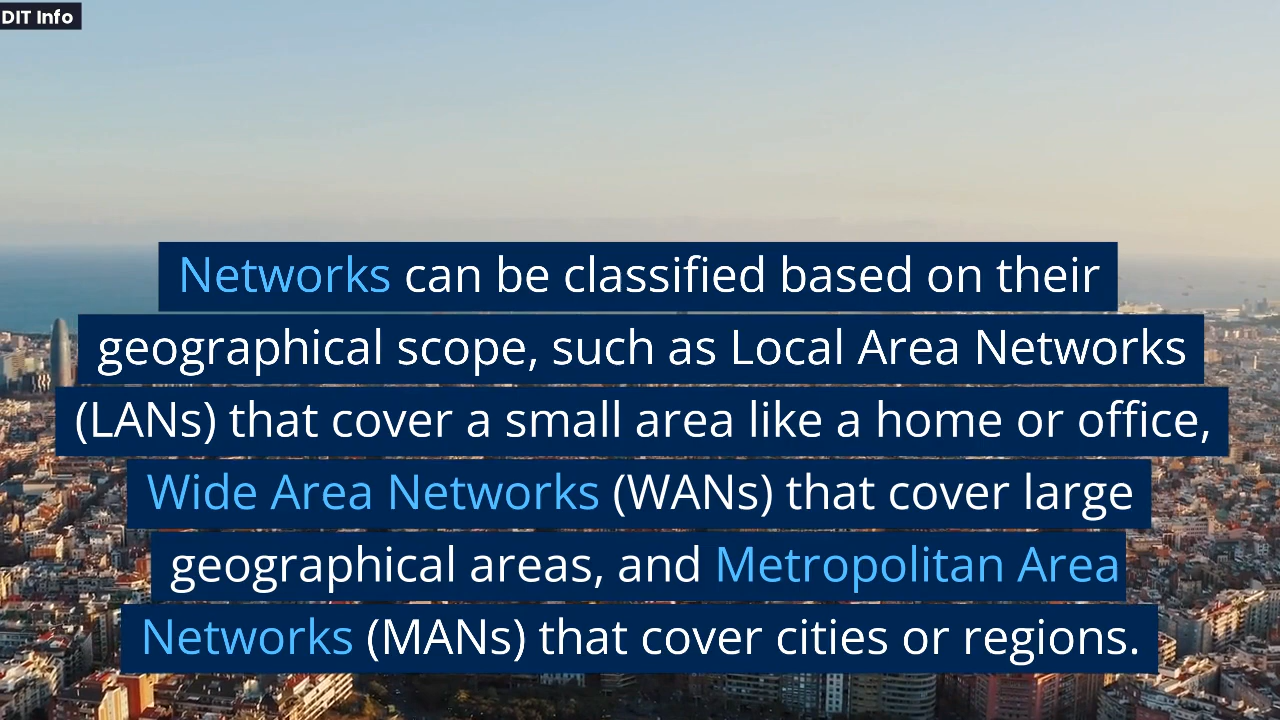 DIT Info
Networks can be classified based on their
geographical scope, such as Local Area Networks
(LANs) that cover a small area like a home or office,
Wide Area Networks (WANs) that cover large
geographical areas, and Metropolitan Area
Networks (MANs) that cover cities or regions.